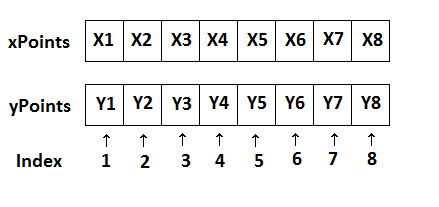 xPoints X1 X2 X3 X4 X5 X6 X7 X8
yPoints Y1 Y2 Y3 Y4 Y5 Y6 Y7 Y8
Index 1 2 3 4 5 6 7 8